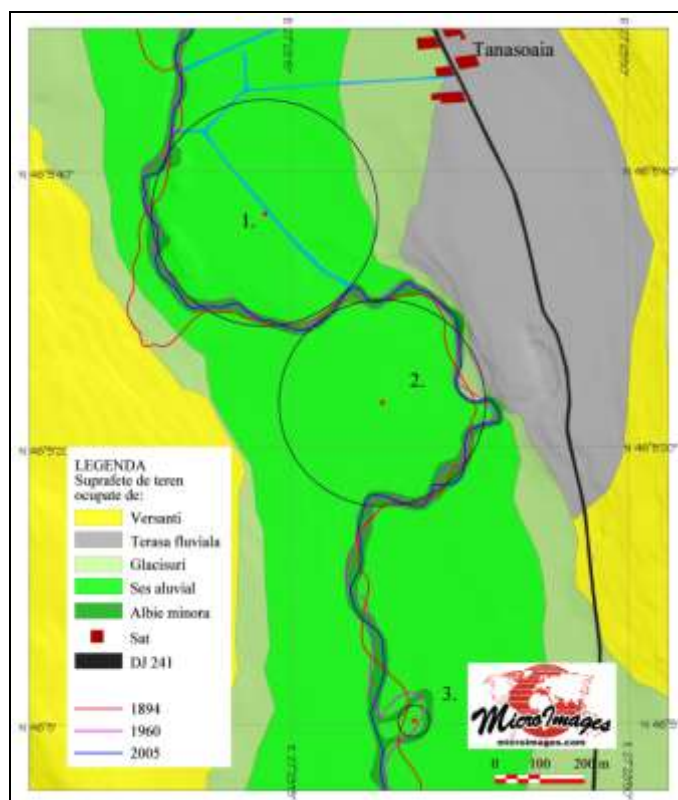 Tanasoaia
1.
2.
3.
LEGENDA
Suprafete de teren
ocupate de:
Versanti
Terasa fluviala
Glacisuri
Ses aluvial
Albie minora
Sat
DJ 241
1894
1960
2005
MicroImages
microimages.com
0 100 200 m